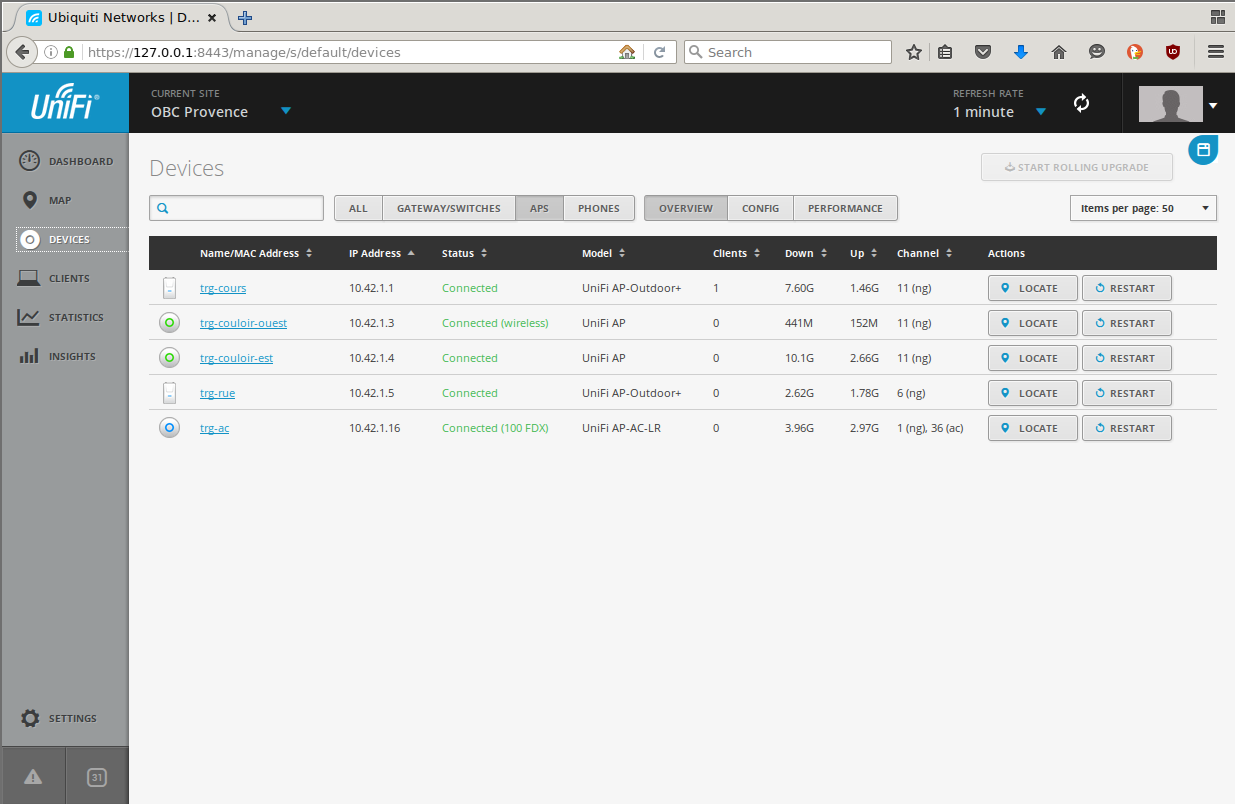 Ubiquiti Networks | D...
https://127.0.0.1:8443/manage/s/default/devices
Search
UniFi®
CURRENT SITE
OBC Provence
REFRESH RATE
1 minute
DASHBOARD
MAP
DEVICES
CLIENTS
STATISTICS
INSIGHTS
SETTINGS
31
Devices
START ROLLING UPGRADE
ALL GATEWAY/SWITCHES APS PHONES OVERVIEW CONFIG PERFORMANCE Items per page: 50
Name/MAC Address IP Address Status Model Clients Down Up Channel Actions
trg-cours 10.42.1.1 Connected UniFi AP-Outdoor+ 1 7.60G 1.46G 11 (ng) LOCATE RESTART
trg-couloir-ouest 10.42.1.3 Connected (wireless) UniFi AP 0 441M 152M 11 (ng) LOCATE RESTART
trg-couloir-est 10.42.1.4 Connected UniFi AP 0 10.1G 2.66G 11 (ng) LOCATE RESTART
trg-rue 10.42.1.5 Connected UniFi AP-Outdoor+ 0 2.62G 1.78G 6 (ng) LOCATE RESTART
trg-ac 10.42.1.16 Connected (100 FDX) UniFi AP-AC-LR 0 3.96G 2.97G 1 (ng), 36 (ac) LOCATE RESTART